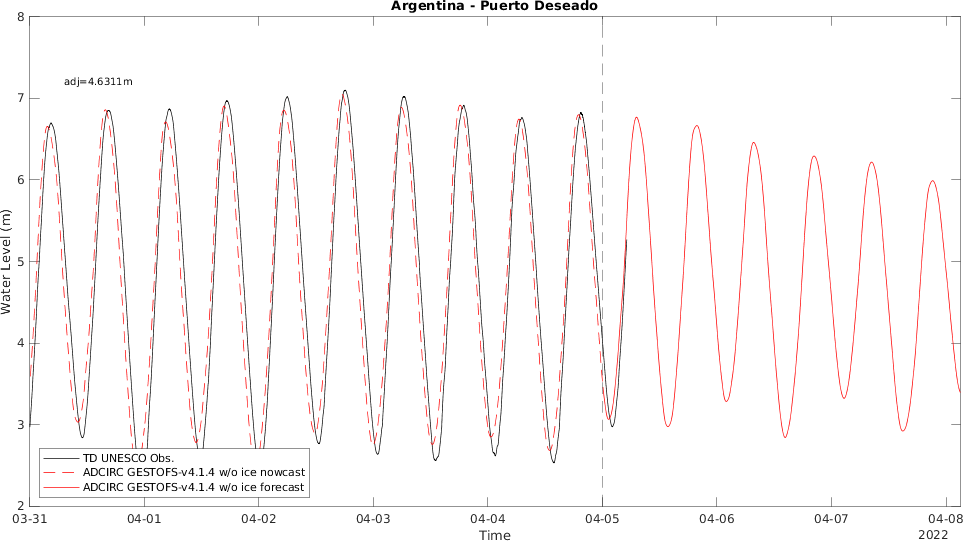 Argentina - Puerto Deseado
8
adj=4.6311m
7
6
5
4
3
2
Water Level (m)
TD UNESCO Obs.
ADCIRC GESTOFS-v4.1.4 w/o ice nowcast
ADCIRC GESTOFS-v4.1.4 w/o ice forecast
03-31 04-01 04-02 04-03 04-04 04-05 04-06 04-07 04-08
Time
2022